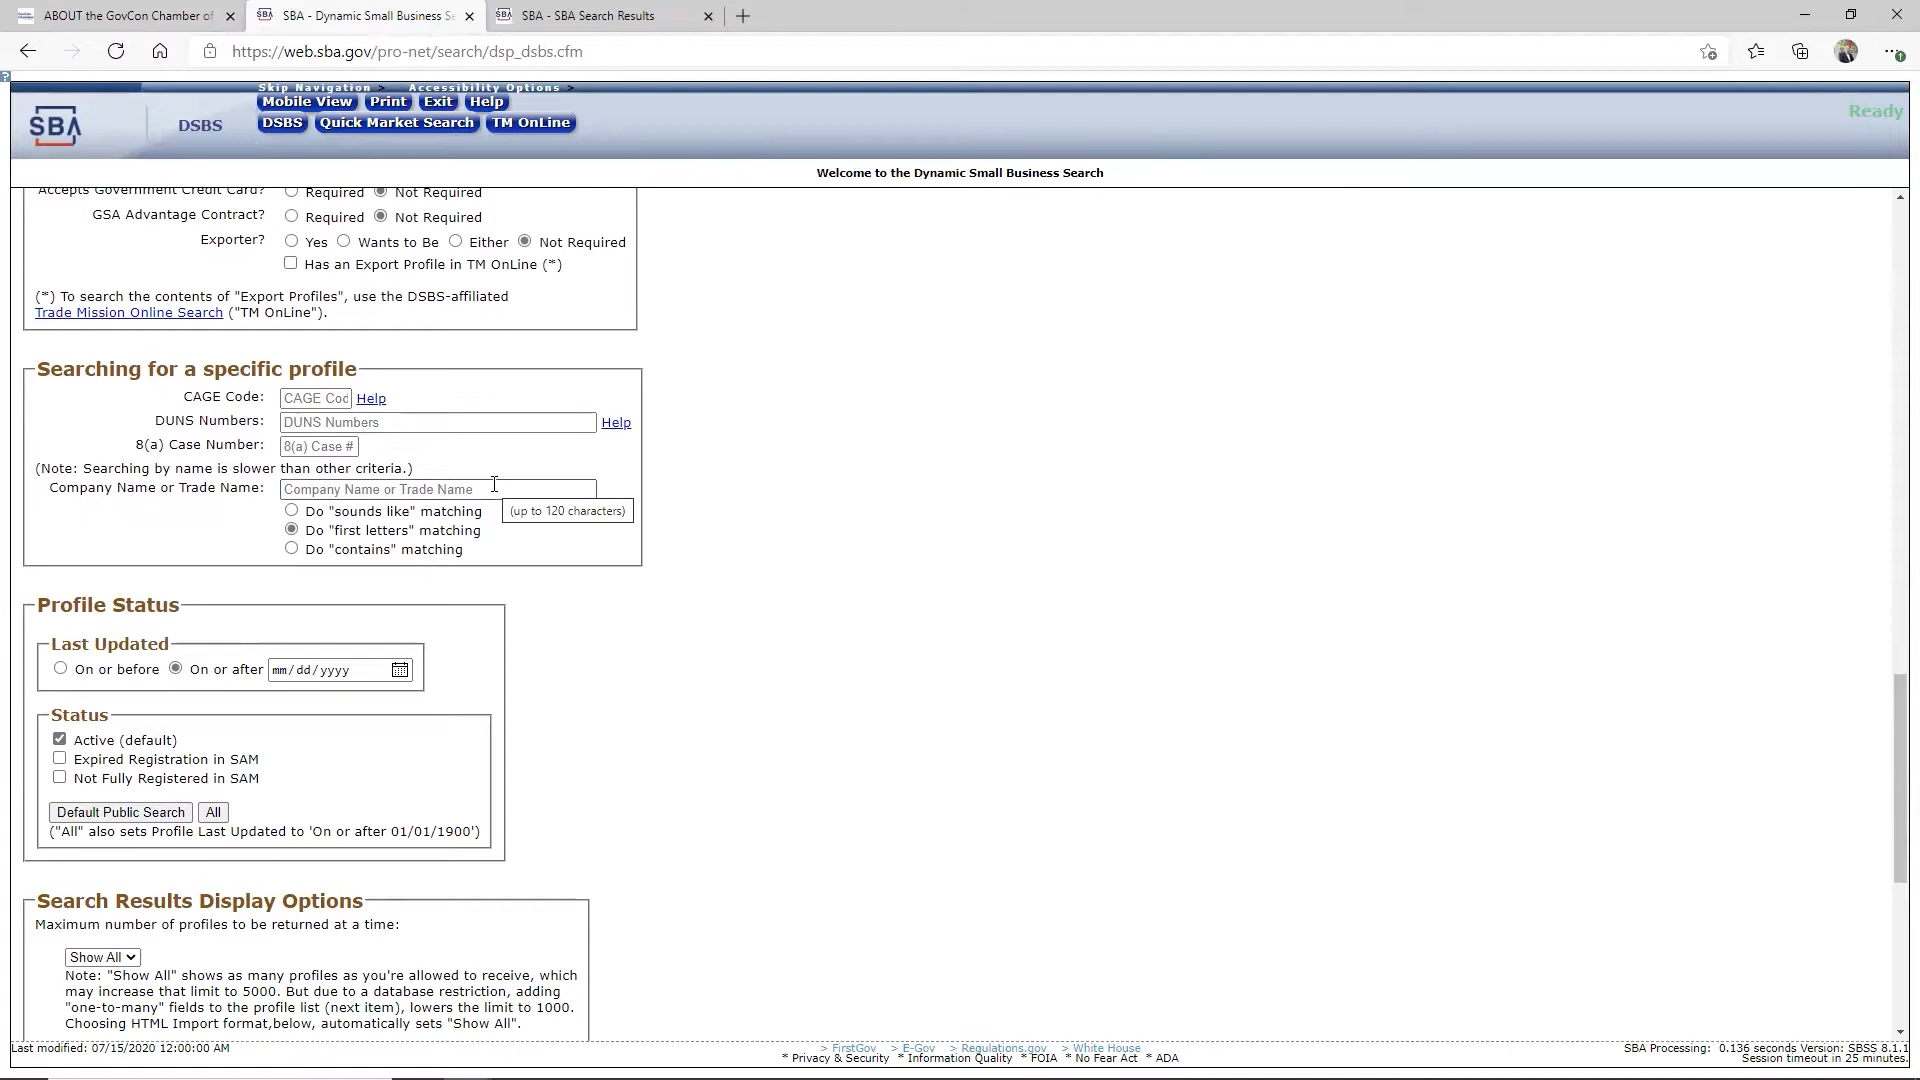 ABOUT the GovCon Chamber of
SBA - Dynamic Small Business Se
SBA - SBA Search Results
https://web.sba.gov/pro-net/search/dsp_dsbs.cfm
?
Skip Navigation > Accessibility Options >
Mobile View Print Exit Help
SBA DSBS DSBS Quick Market Search TM OnLine
Ready
Welcome to the Dynamic Small Business Search
Accepts Government Credit Card? Required Not Required
GSA Advantage Contract? Required Not Required
Exporter? Yes Wants to Be Either Not Required
Has an Export Profile in TM OnLine (*)
(*) To search the contents of "Export Profiles", use the DSBS-affiliated
Trade Mission Online Search ("TM OnLine").
Searching for a specific profile
CAGE Code: CAGE Cod Help
DUNS Numbers: DUNS Numbers Help
8(a) Case Number: 8(a) Case #
(Note: Searching by name is slower than other criteria.)
Company Name or Trade Name: Company Name or Trade Name
Do "sounds like" matching (up to 120 characters)
Do "first letters" matching
Do "contains" matching
Profile Status
Last Updated
On or before On or after mm/dd/yyyy
Status
Active (default)
Expired Registration in SAM
Not Fully Registered in SAM
Default Public Search All
("All" also sets Profile Last Updated to 'On or after 01/01/1900')
Search Results Display Options
Maximum number of profiles to be returned at a time:
Show All
Note: "Show All" shows as many profiles as you're allowed to receive, which
may increase that limit to 5000. But due to a database restriction, adding
"one-to-many" fields to the profile list (next item), lowers the limit to 1000.
Choosing HTML Import format,below, automatically sets "Show All".
Last modified: 07/15/2020 12:00:00 AM
> FirstGov > E-Gov > Regulations.gov > White House
* Privacy & Security * Information Quality * FOIA * No Fear Act * ADA
SBA Processing: 0.136 seconds Version: SBSS 8.1.1
Session timeout in 25 minutes.